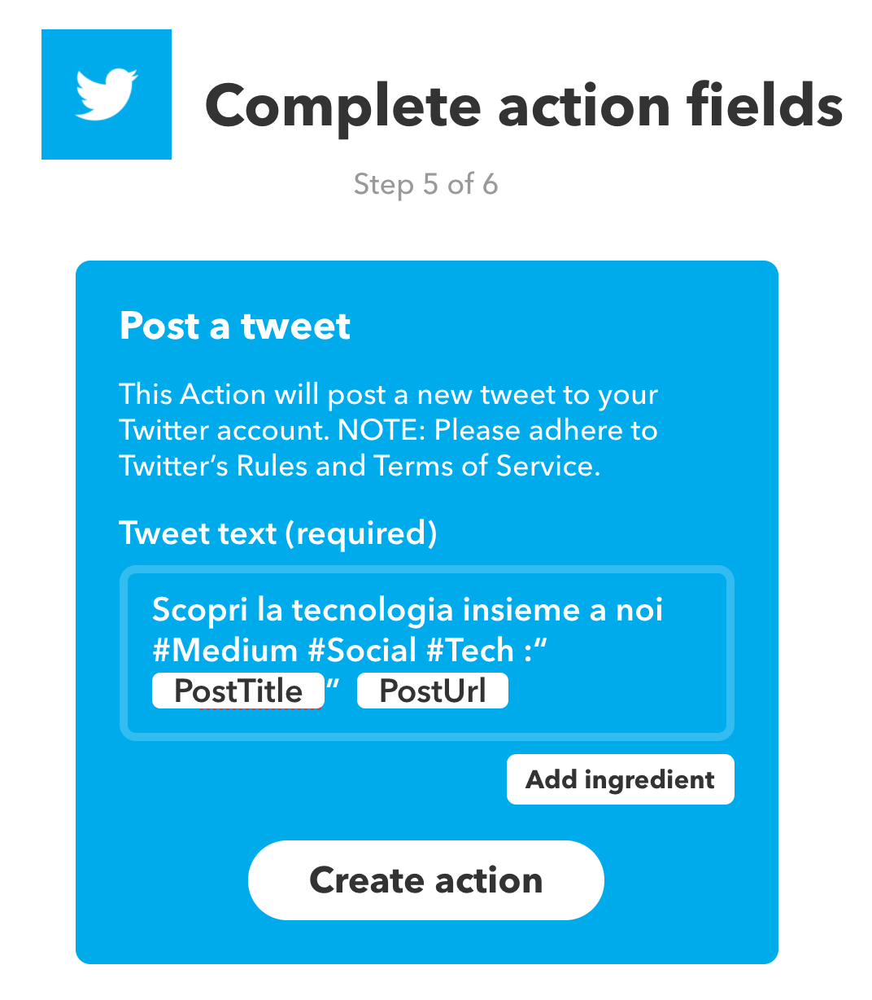 Complete action fields
Step 5 of 6
Post a tweet
This Action will post a new tweet to your
Twitter account. NOTE: Please adhere to
Twitter’s Rules and Terms of Service.
Tweet text (required)
Scopri la tecnologia insieme a noi
#Medium #Social #Tech :“
PostTitle ” PostUrl
Add ingredient
Create action